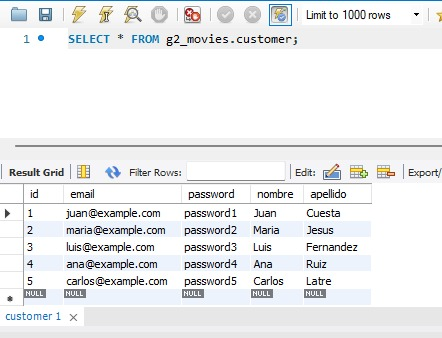 Limit to 1000 rows
1 SELECT * FROM g2_movies.customer;
Result Grid Filter Rows: Edit: Export/
id email password nombre apellido
1 juan@example.com password1 Juan Cuesta
2 maria@example.com password2 Maria Jesus
3 luis@example.com password3 Luis Fernandez
4 ana@example.com password4 Ana Ruiz
5 carlos@example.com password5 Carlos Latre
NULL NULL NULL NULL NULL
customer 1